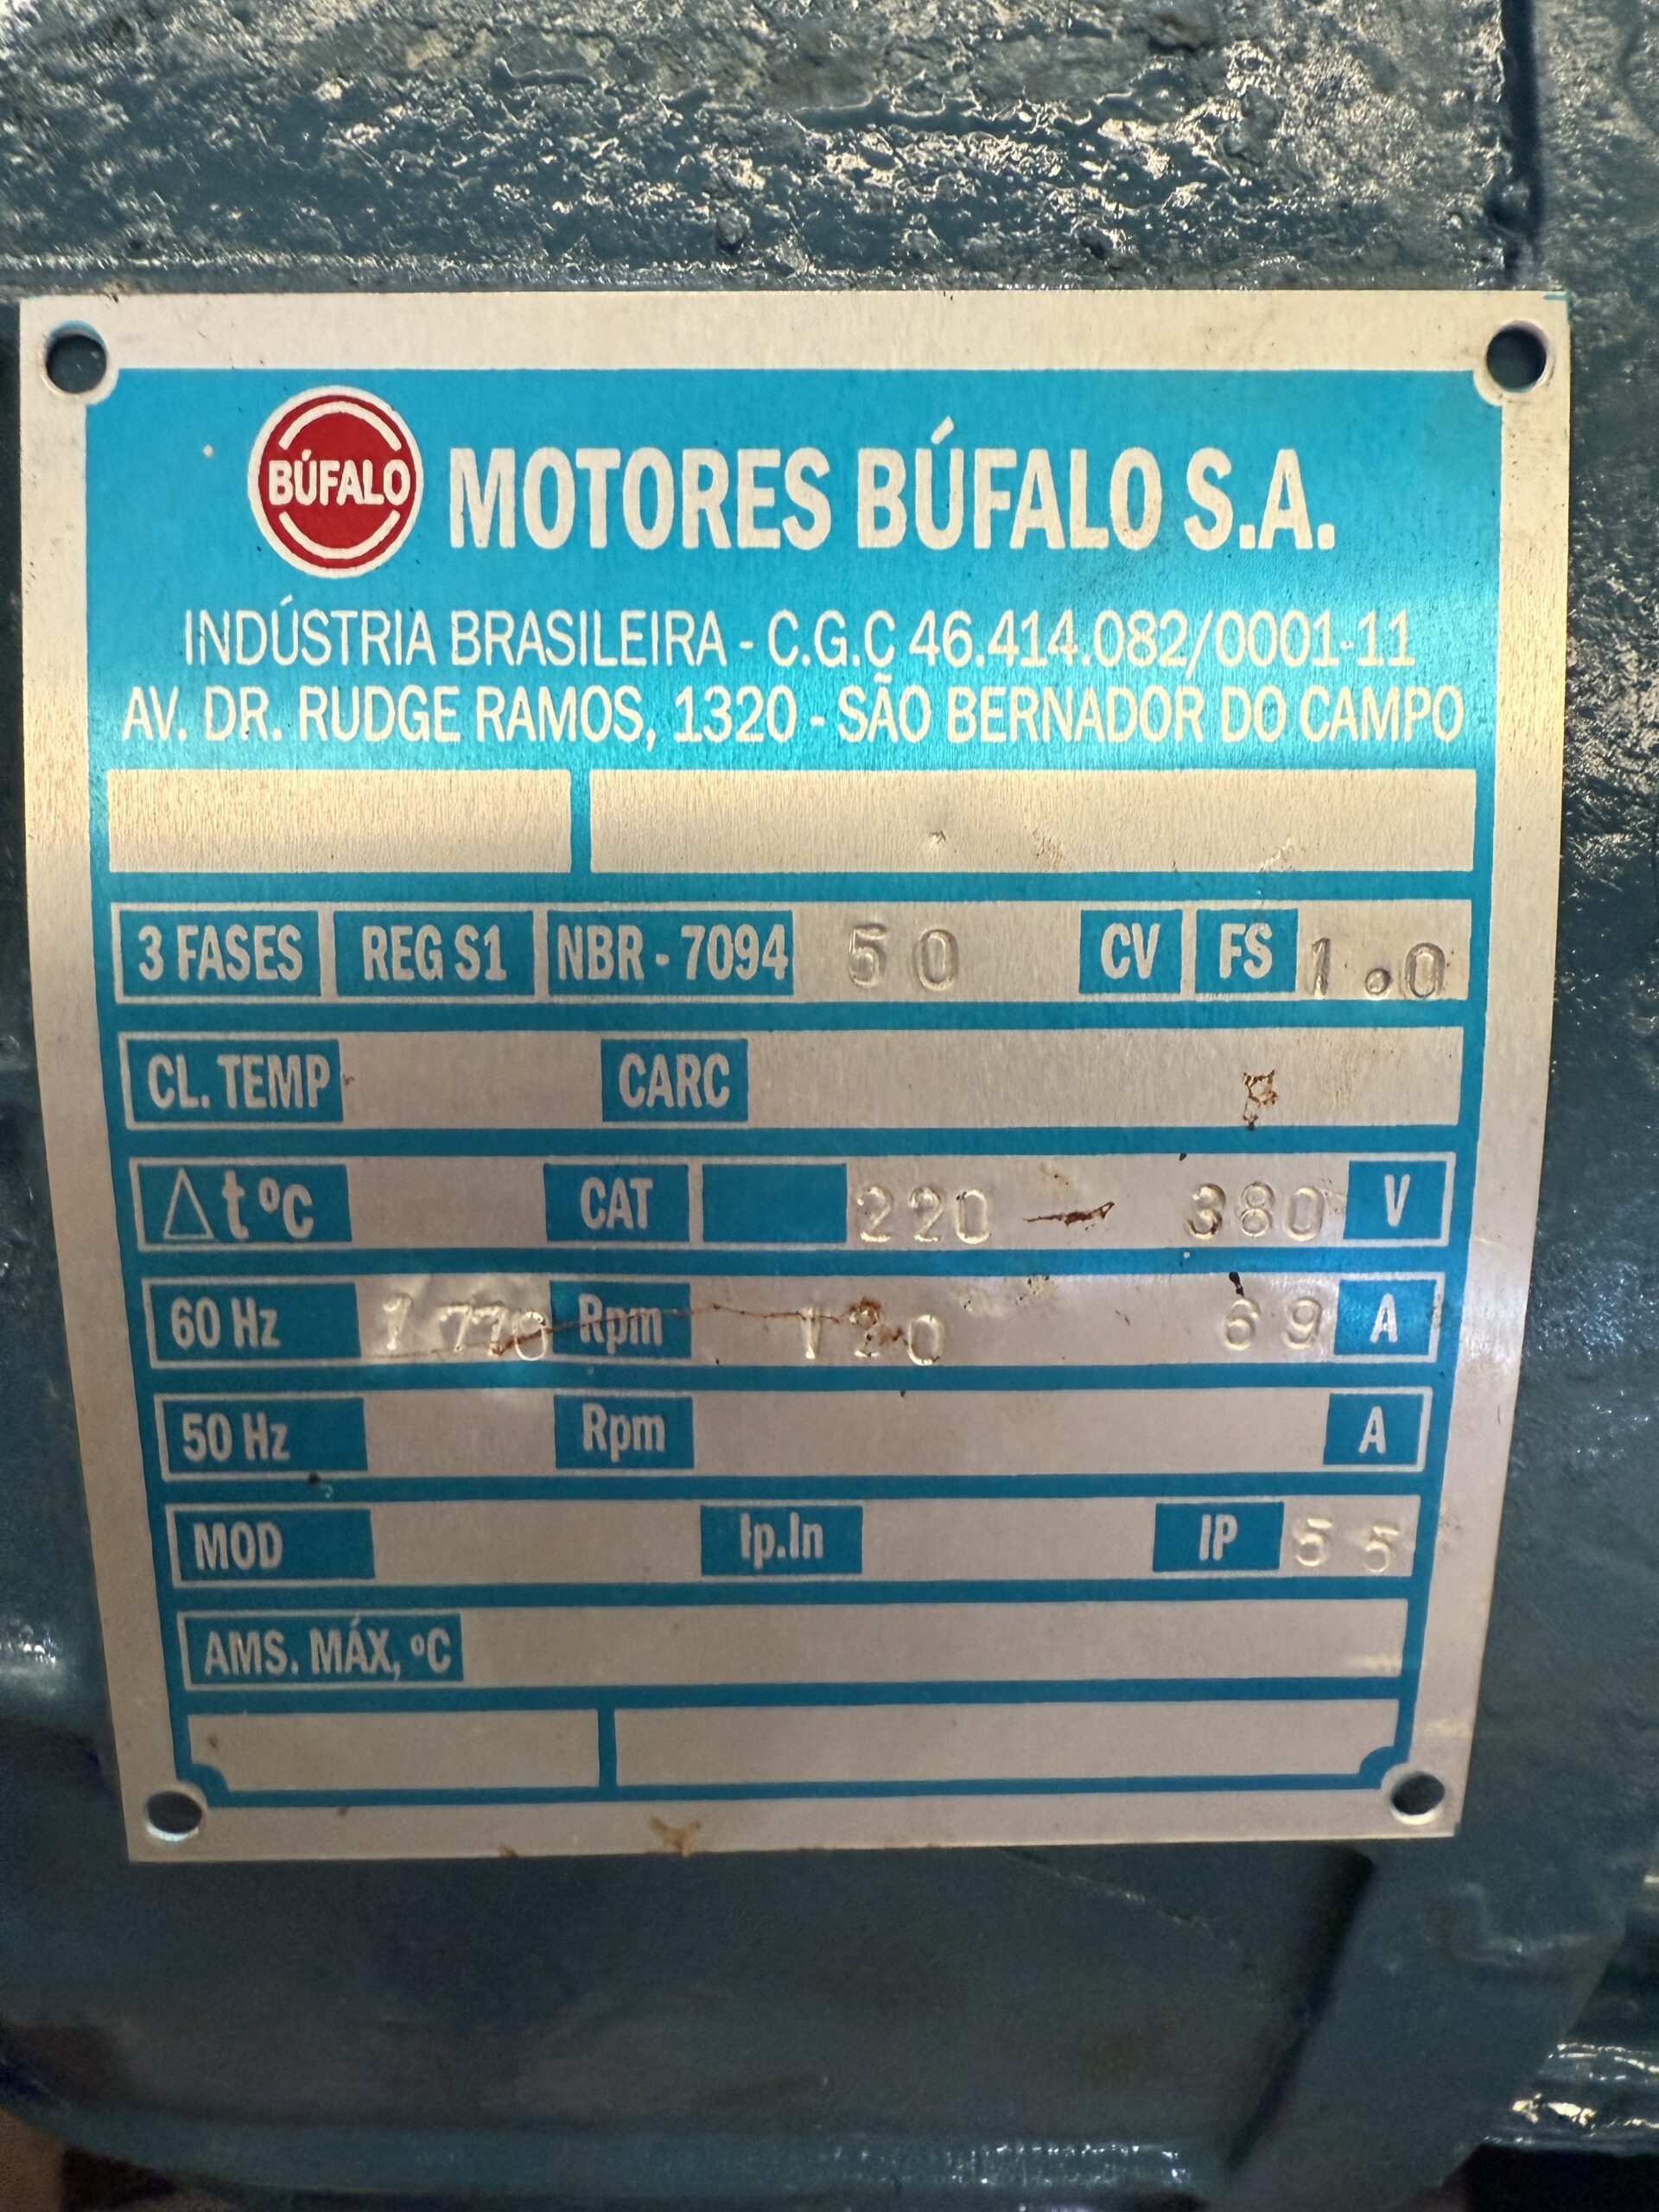 BÚFALO MOTORES BÚFALO S.A.
INDÚSTRIA BRASILEIRA - C.G.C 46.414.082/0001-11
AV. DR. RUDGE RAMOS, 1320 - SÃO BERNADOR DO CAMPO
3 FASES REG S1 NBR - 7094 50 CV FS 1.0
CL. TEMP CARC
Δt ºC CAT 220 - 380 V
60 Hz 1770 Rpm 120 69 A
50 Hz Rpm A
MOD Ip.In IP 55
AMS. MÁX, ºC